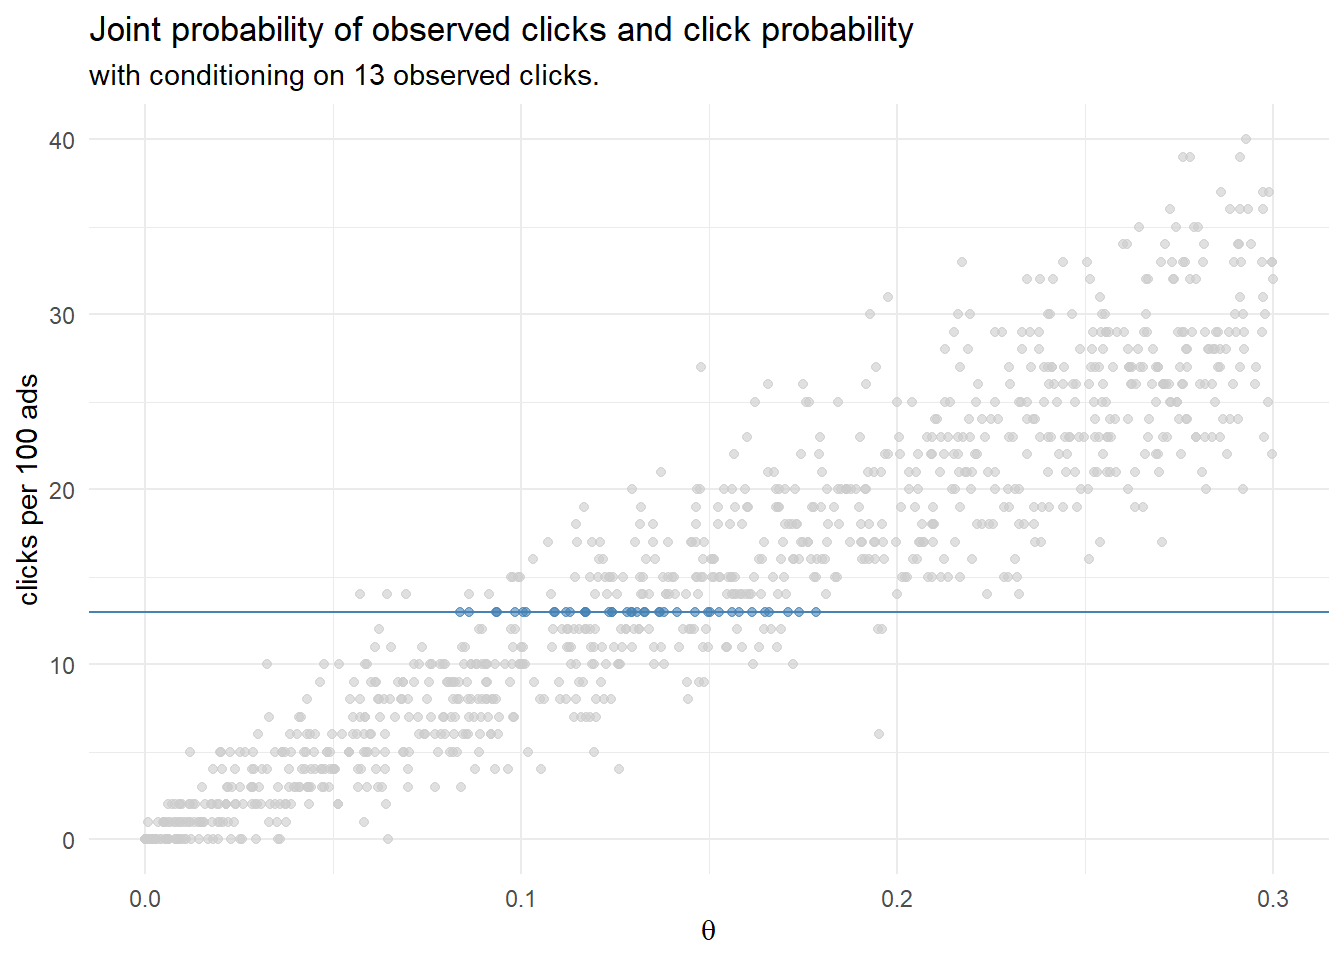 Joint probability of observed clicks and click probability
with conditioning on 13 observed clicks.
clicks per 100 ads
40
30
20
10
0
0.0
0.1
0.2
0.3
θ